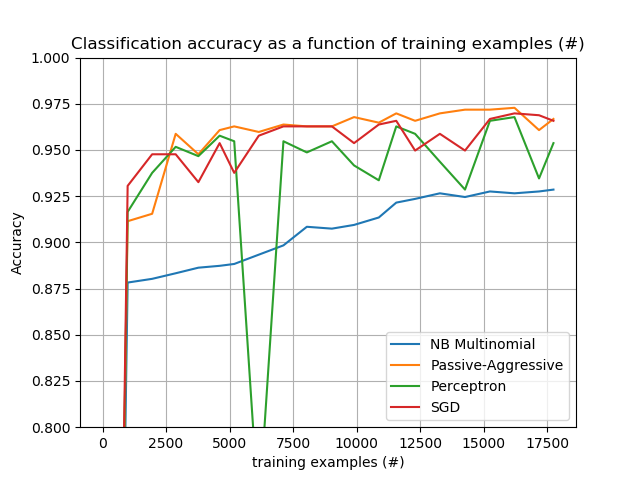 Classification accuracy as a function of training examples (#)
1.000
0.975
0.950
0.925
0.900
0.875
0.850
0.825
0.800
Accuracy
NB Multinomial
Passive-Aggressive
Perceptron
SGD
0 2500 5000 7500 10000 12500 15000 17500
training examples (#)